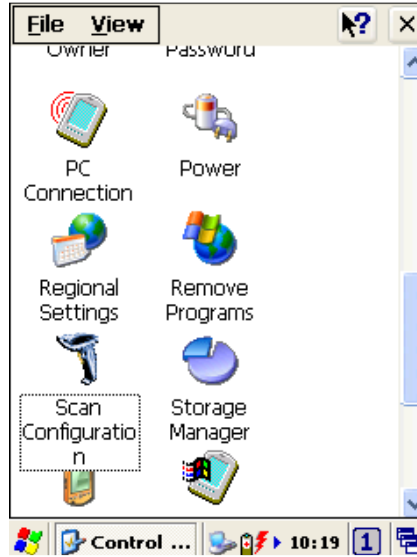 File View
Owner Password
PC
Connection
Power
Regional
Settings
Remove
Programs
Scan
Configuratio
n
Storage
Manager
Control ...
10:19
1